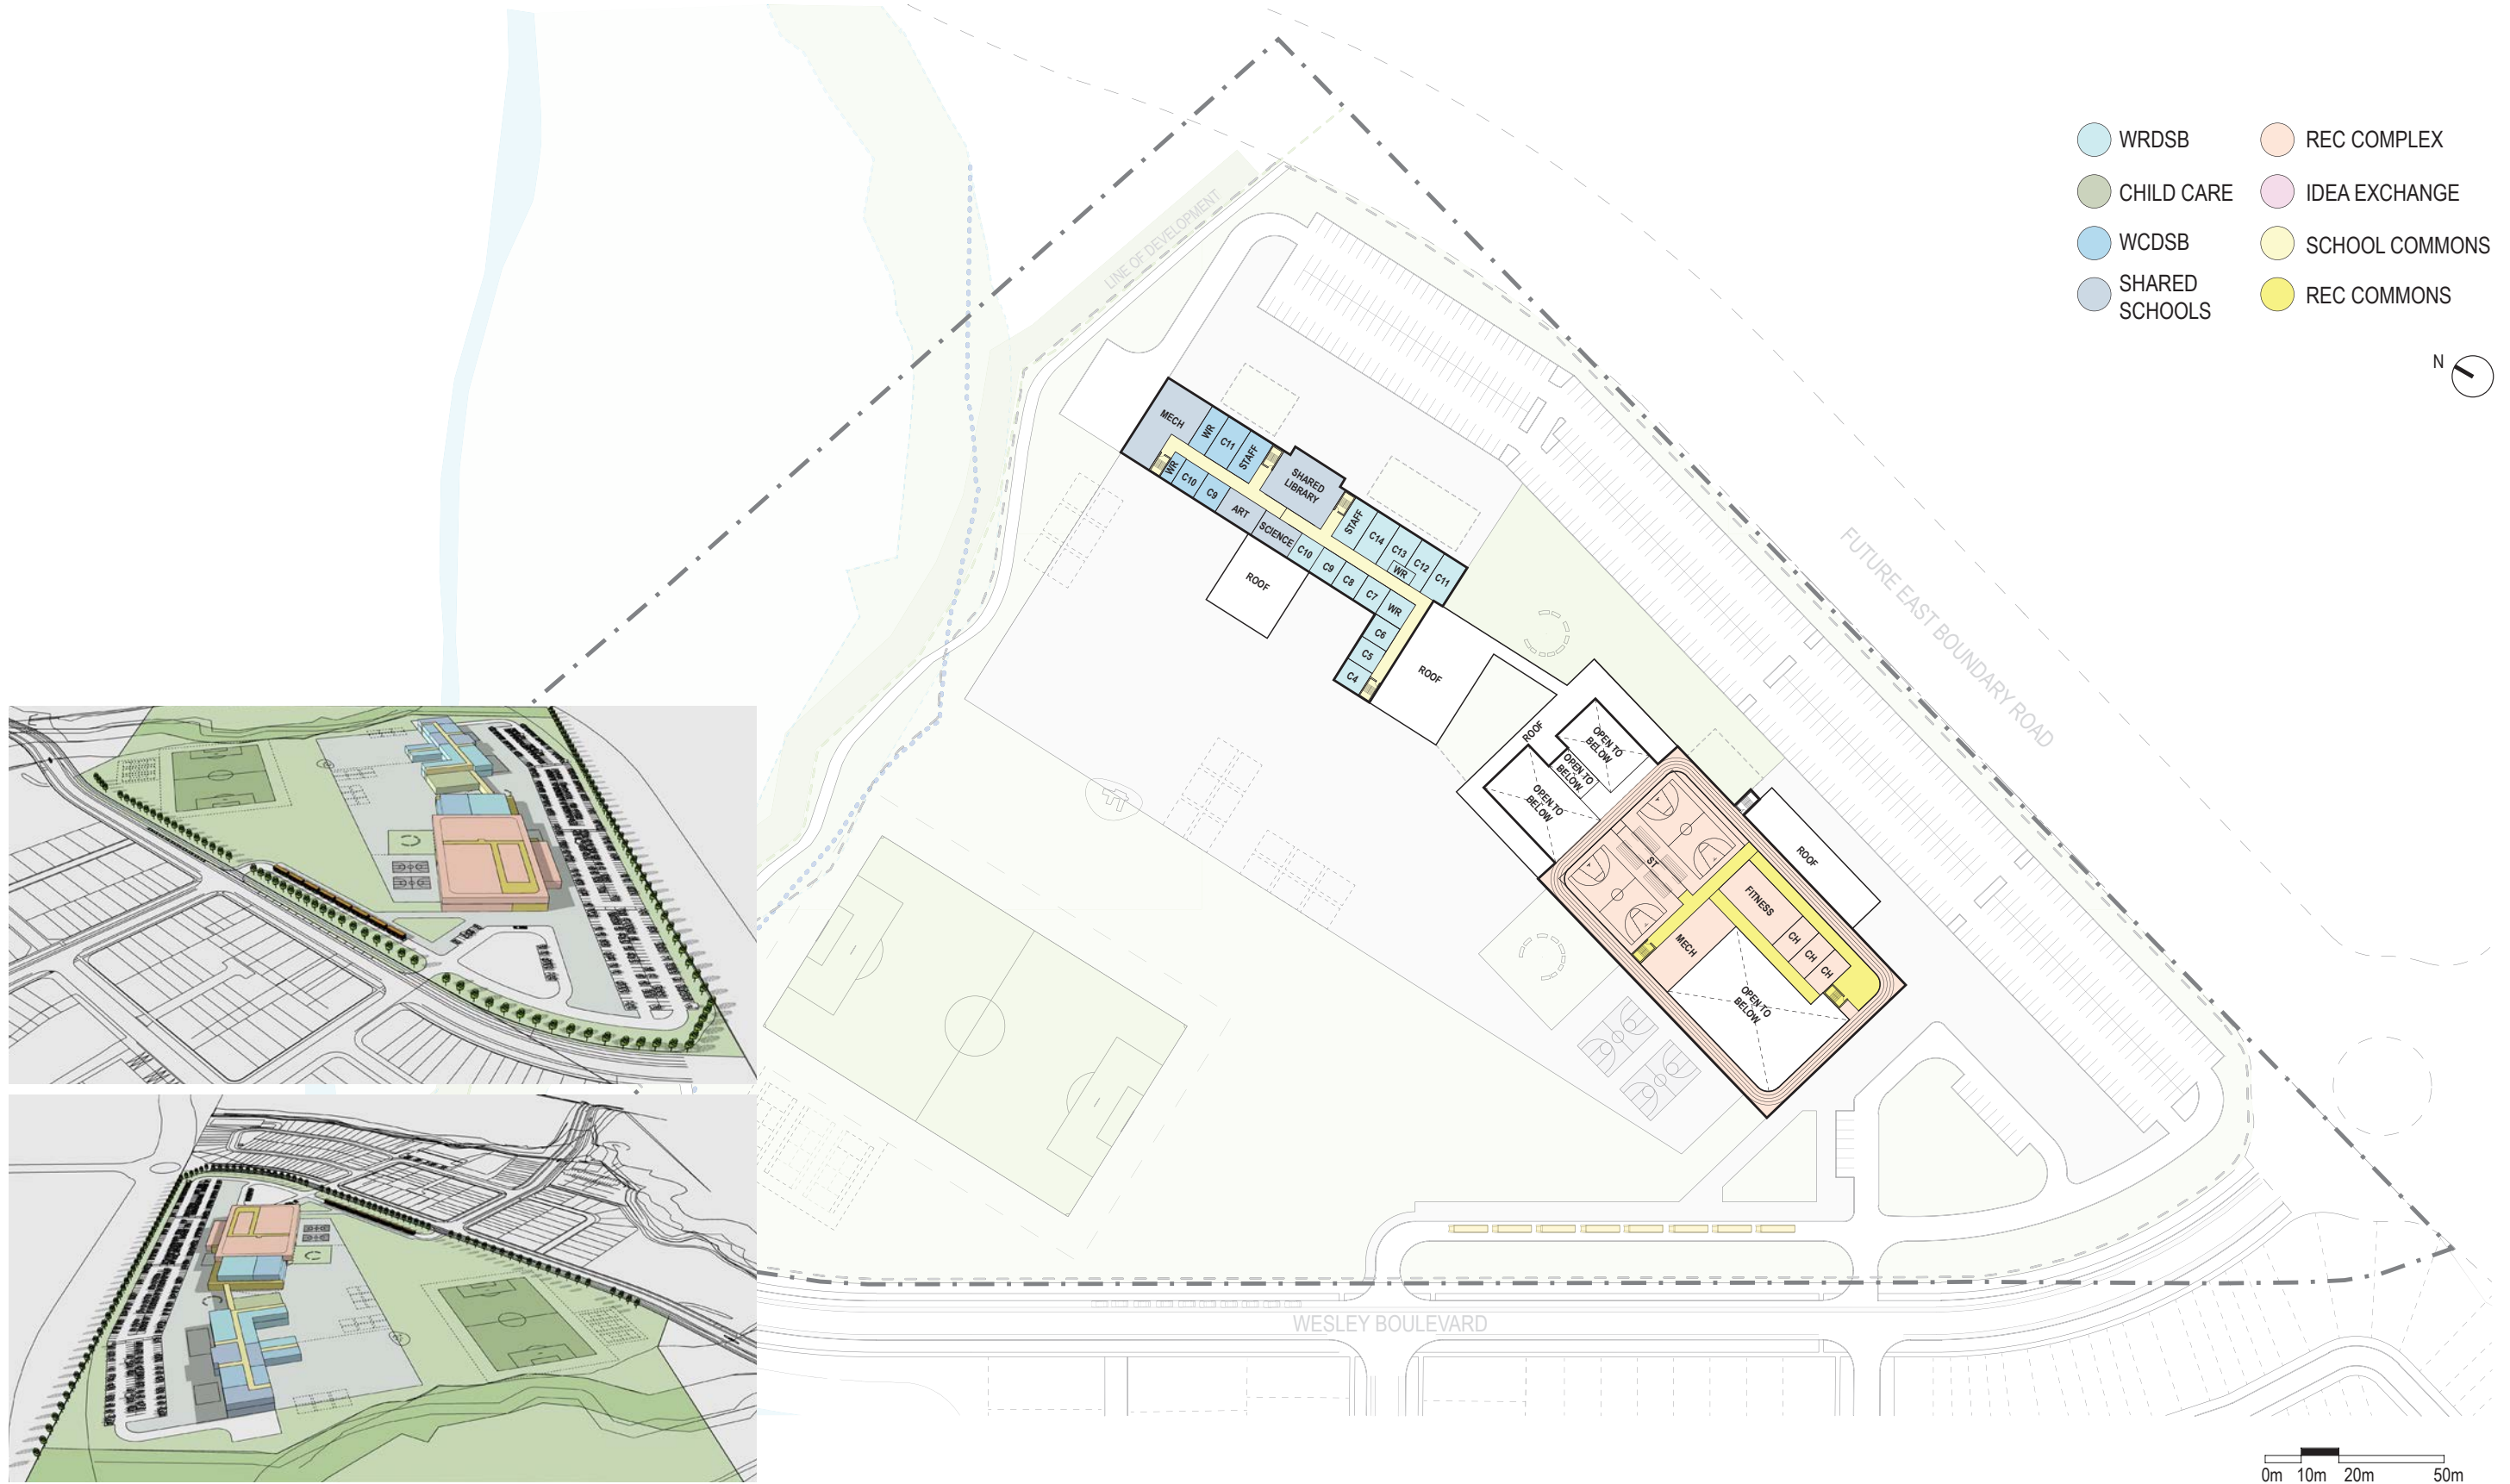 WRDSB
CHILD CARE
WCDSB
SHARED
SCHOOLS
REC COMPLEX
IDEA EXCHANGE
SCHOOL COMMONS
REC COMMONS
N
LINE OF DEVELOPMENT
FUTURE EAST BOUNDARY ROAD
MECH
WR
C11
STAFF
SHARED
LIBRARY
WR
C10
C9
ART
SCIENCE
C10
C9
C8
C7
WR
STAFF
C14
C13
C12
C11
WR
C6
C5
C4
ROOF
ROOF
ROOF
OPEN TO
BELOW
OPEN TO
BELOW
OPEN TO
BELOW
ST
ROOF
FITNESS
CH
CH
CH
MECH
OPEN TO
BELOW
WESLEY BOULEVARD
0m 10m 20m 50m